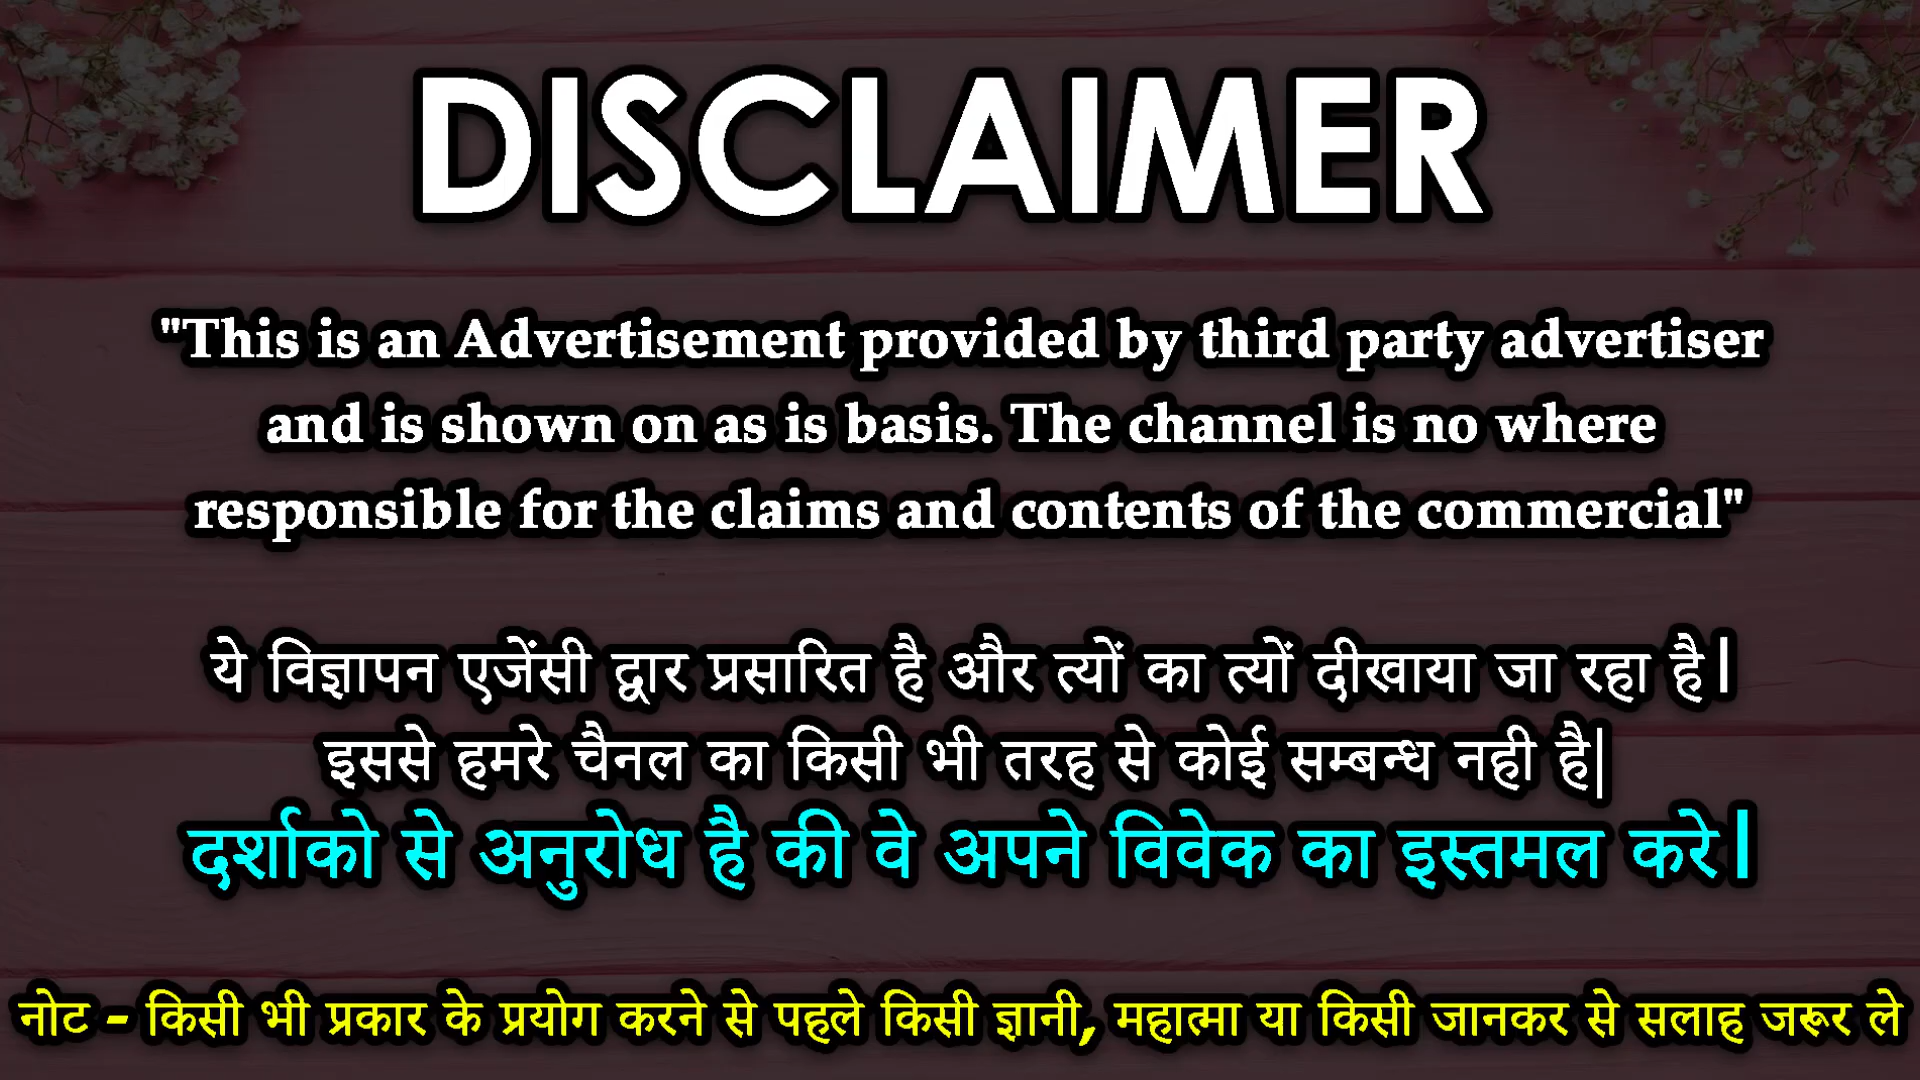 DISCLAIMER
"This is an Advertisement provided by third party advertiser
and is shown on as is basis. The channel is no where
responsible for the claims and contents of the commercial"
ये विज्ञापन एजेंसी द्वार प्रसारित है और त्यों का त्यों दीखाया जा रहा है।
इससे हमरे चैनल का किसी भी तरह से कोई सम्बन्ध नही है|
दर्शाको से अनुरोध है की वे अपने विवेक का इस्तमल करे।
नोट - किसी भी प्रकार के प्रयोग करने से पहले किसी ज्ञानी, महात्मा या किसी जानकर से सलाह जरूर ले